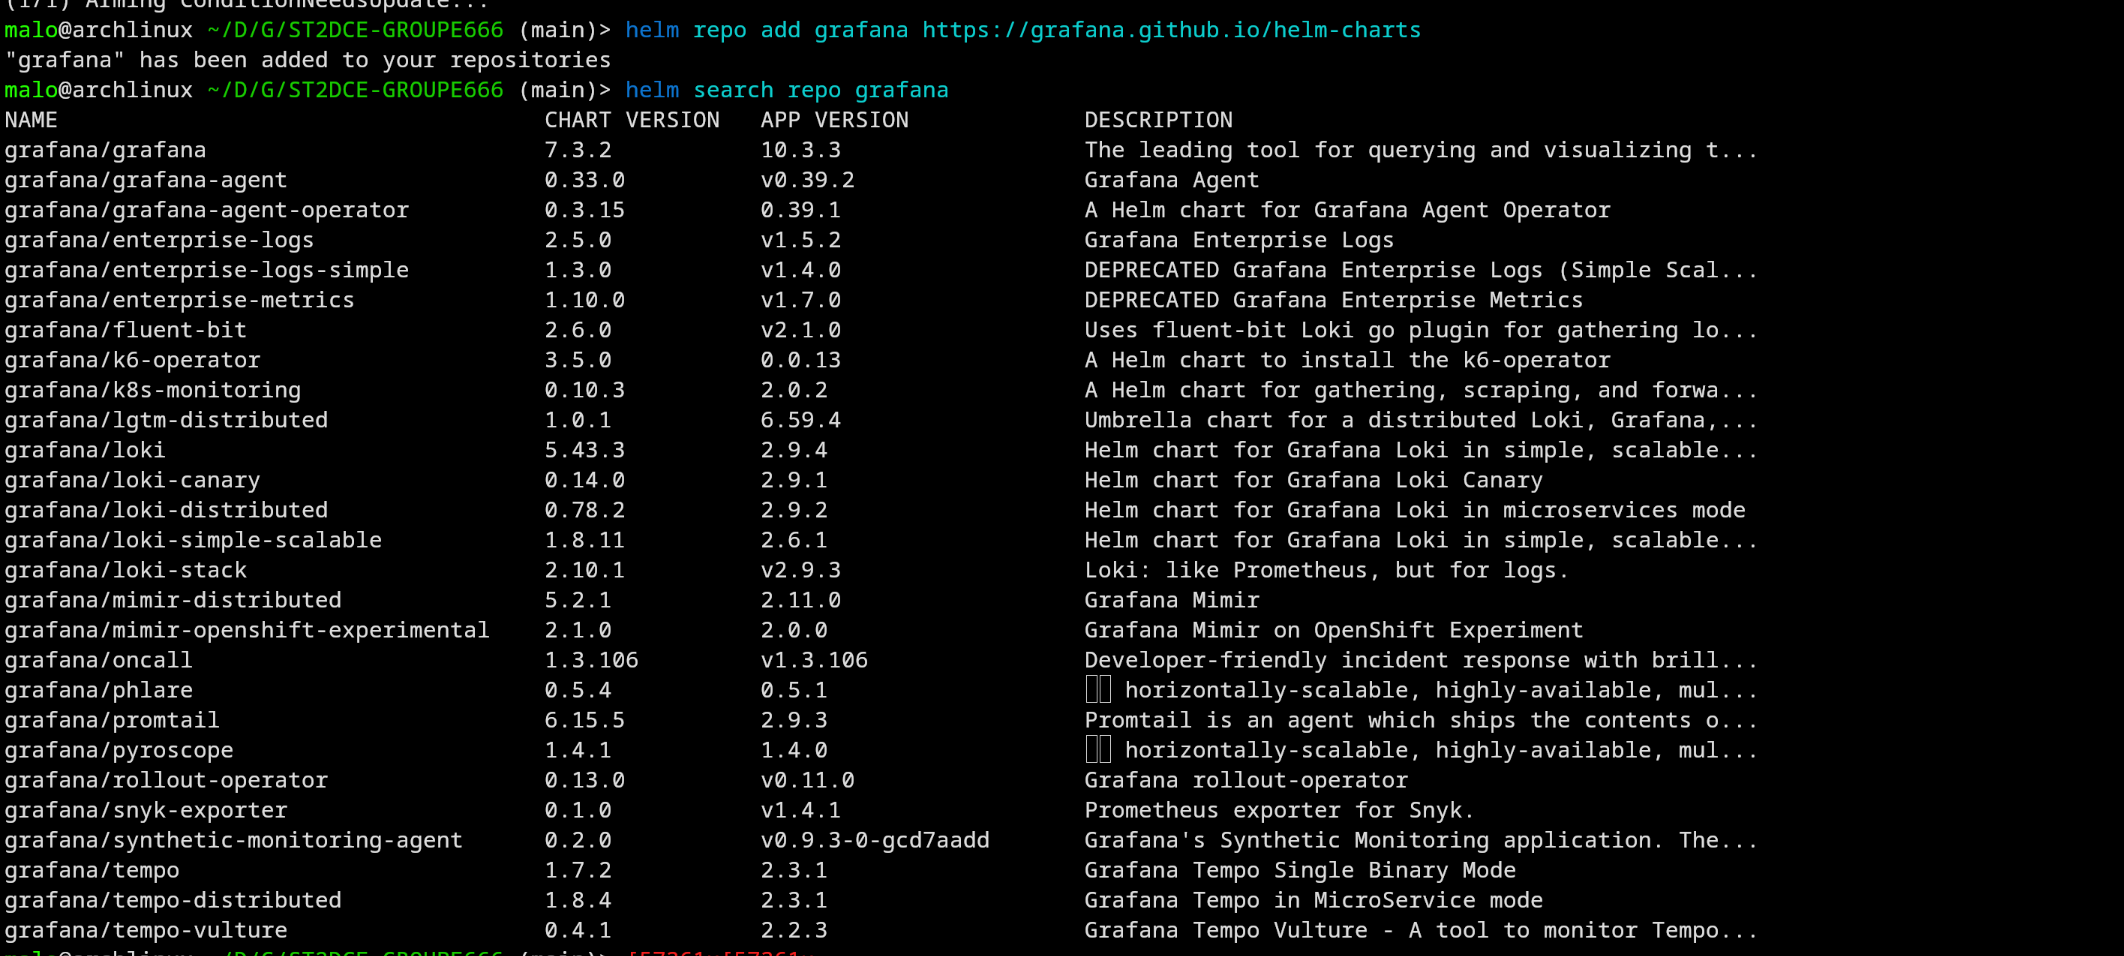 (1/1) Arming ConditionNeedsUpdate...
malo@archlinux ~/D/G/ST2DCE-GROUPE666 (main)> helm repo add grafana https://grafana.github.io/helm-charts
"grafana" has been added to your repositories
malo@archlinux ~/D/G/ST2DCE-GROUPE666 (main)> helm search repo grafana
NAME CHART VERSION APP VERSION DESCRIPTION
grafana/grafana 7.3.2 10.3.3 The leading tool for querying and visualizing t...
grafana/grafana-agent 0.33.0 v0.39.2 Grafana Agent
grafana/grafana-agent-operator 0.3.15 0.39.1 A Helm chart for Grafana Agent Operator
grafana/enterprise-logs 2.5.0 v1.5.2 Grafana Enterprise Logs
grafana/enterprise-logs-simple 1.3.0 v1.4.0 DEPRECATED Grafana Enterprise Logs (Simple Scal...
grafana/enterprise-metrics 1.10.0 v1.7.0 DEPRECATED Grafana Enterprise Metrics
grafana/fluent-bit 2.6.0 v2.1.0 Uses fluent-bit Loki go plugin for gathering lo...
grafana/k6-operator 3.5.0 0.0.13 A Helm chart to install the k6-operator
grafana/k8s-monitoring 0.10.3 2.0.2 A Helm chart for gathering, scraping, and forwa...
grafana/lgtm-distributed 1.0.1 6.59.4 Umbrella chart for a distributed Loki, Grafana,...
grafana/loki 5.43.3 2.9.4 Helm chart for Grafana Loki in simple, scalable...
grafana/loki-canary 0.14.0 2.9.1 Helm chart for Grafana Loki Canary
grafana/loki-distributed 0.78.2 2.9.2 Helm chart for Grafana Loki in microservices mode
grafana/loki-simple-scalable 1.8.11 2.6.1 Helm chart for Grafana Loki in simple, scalable...
grafana/loki-stack 2.10.1 v2.9.3 Loki: like Prometheus, but for logs.
grafana/mimir-distributed 5.2.1 2.11.0 Grafana Mimir
grafana/mimir-openshift-experimental 2.1.0 2.0.0 Grafana Mimir on OpenShift Experiment
grafana/oncall 1.3.106 v1.3.106 Developer-friendly incident response with brill...
grafana/phlare 0.5.4 0.5.1 horizontally-scalable, highly-available, mul...
grafana/promtail 6.15.5 2.9.3 Promtail is an agent which ships the contents o...
grafana/pyroscope 1.4.1 1.4.0 horizontally-scalable, highly-available, mul...
grafana/rollout-operator 0.13.0 v0.11.0 Grafana rollout-operator
grafana/snyk-exporter 0.1.0 v1.4.1 Prometheus exporter for Snyk.
grafana/synthetic-monitoring-agent 0.2.0 v0.9.3-0-gcd7aadd Grafana's Synthetic Monitoring application. The...
grafana/tempo 1.7.2 2.3.1 Grafana Tempo Single Binary Mode
grafana/tempo-distributed 1.8.4 2.3.1 Grafana Tempo in MicroService mode
grafana/tempo-vulture 0.4.1 2.2.3 Grafana Tempo Vulture - A tool to monitor Tempo...
malo@archlinux ~/D/G/ST2DCE-GROUPE666 (main)>